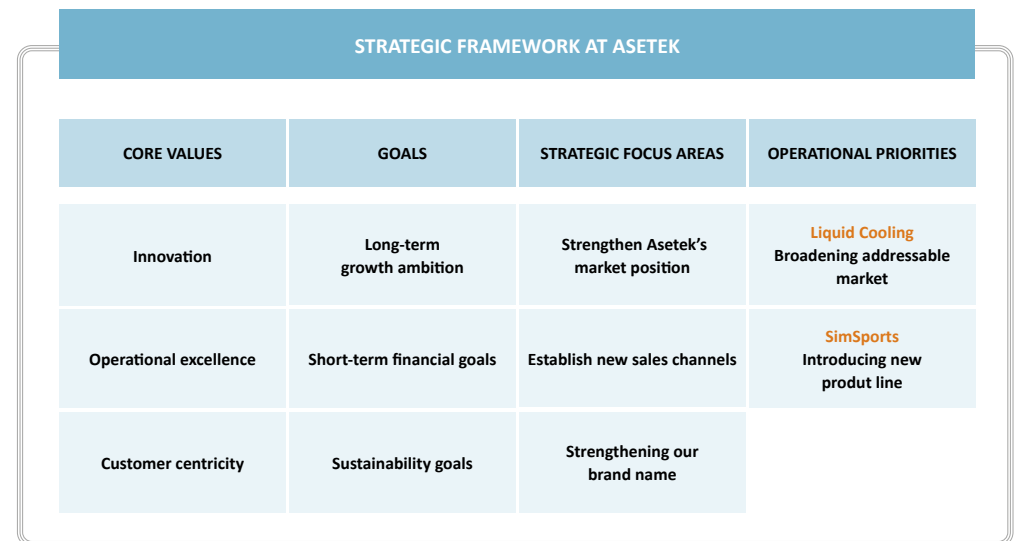 STRATEGIC FRAMEWORK AT ASETEK
CORE VALUES
GOALS
STRATEGIC FOCUS AREAS
OPERATIONAL PRIORITIES
Innovation
Long-term
growth ambition
Strengthen Asetek's
market position
Liquid Cooling
Broadening addressable
market
Operational excellence
Short-term financial goals
Establish new sales channels
SimSports
Introducing new
produt line
Customer centricity
Sustainability goals
Strengthening our
brand name